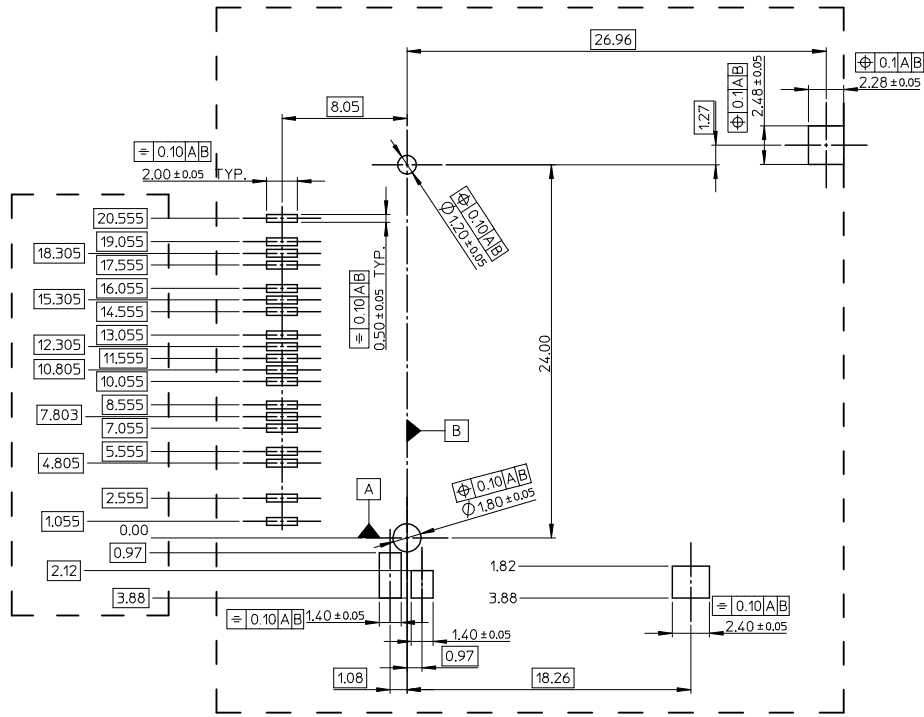 26.96
⌖ 0.1 A B
2.28 ±0.05
⌖ 0.1 A B
2.48 ±0.05
1.27
8.05
⌯ 0.10 A B
2.00 ±0.05 TYP.
⌖ 0.10 A B
Ø 1.20 ±0.05
⌯ 0.10 A B
0.50 ±0.05 TYP.
24.00
20.555
19.055
18.305
17.555
16.055
15.305
14.555
13.055
12.305
11.555
10.805
10.055
8.555
7.803
7.055
5.555
4.805
2.555
1.055
0.00
0.97
2.12
3.88
B
A
⌖ 0.10 A B
Ø 1.80 ±0.05
1.82
3.88
⌯ 0.10 A B
1.40 ±0.05
1.40 ±0.05
⌯ 0.10 A B
2.40 ±0.05
0.97
1.08
18.26